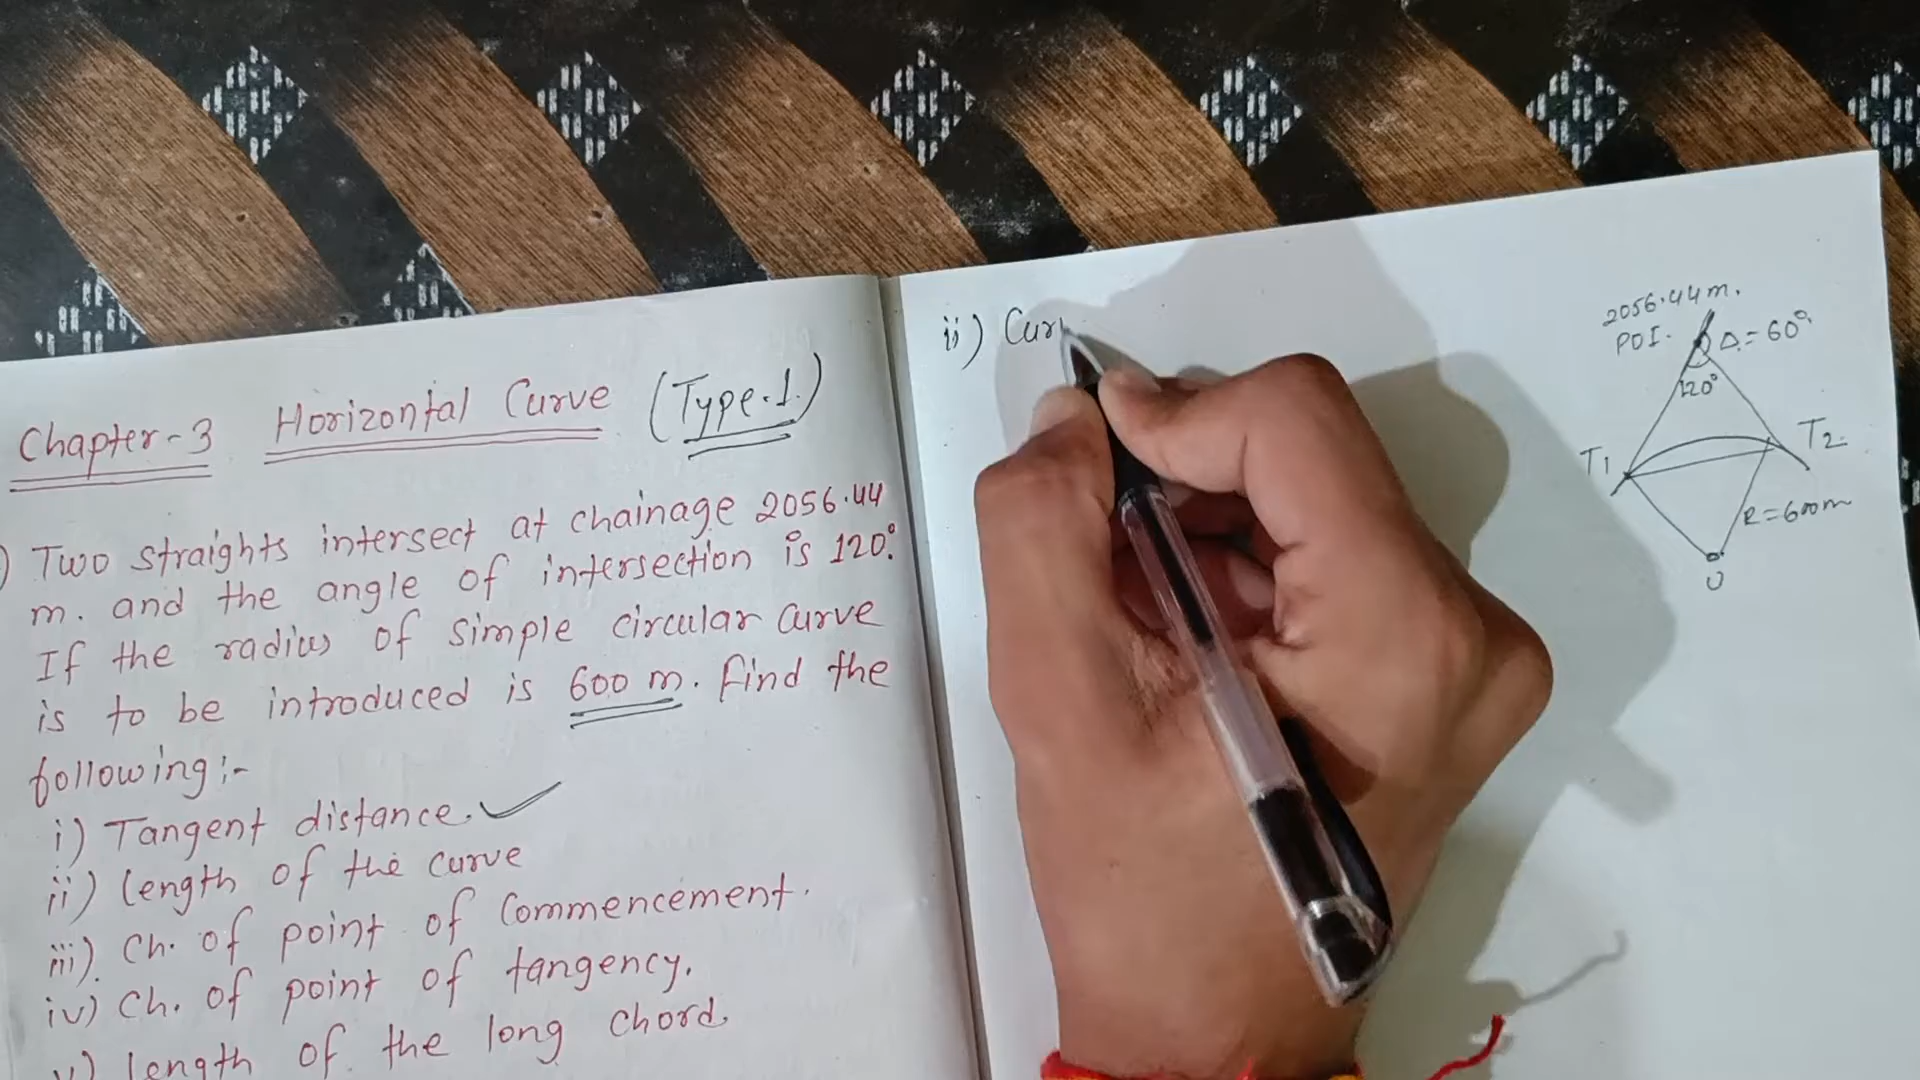 Chapter-3 Horizontal Curve (Type.1.)
) Two straights intersect at chainage 2056.44
m. and the angle of intersection is 120°.
If the radius of simple circular curve
is to be introduced is 600 m. Find the
following:-
i) Tangent distance.
ii) length of the curve
iii). Ch. of point of Commencement.
iv) Ch. of point of tangency.
v) length of the long chord.
ii) Cur
2056.44m.
POI. Δ=60°
120°
T1 T2.
R=600m
O